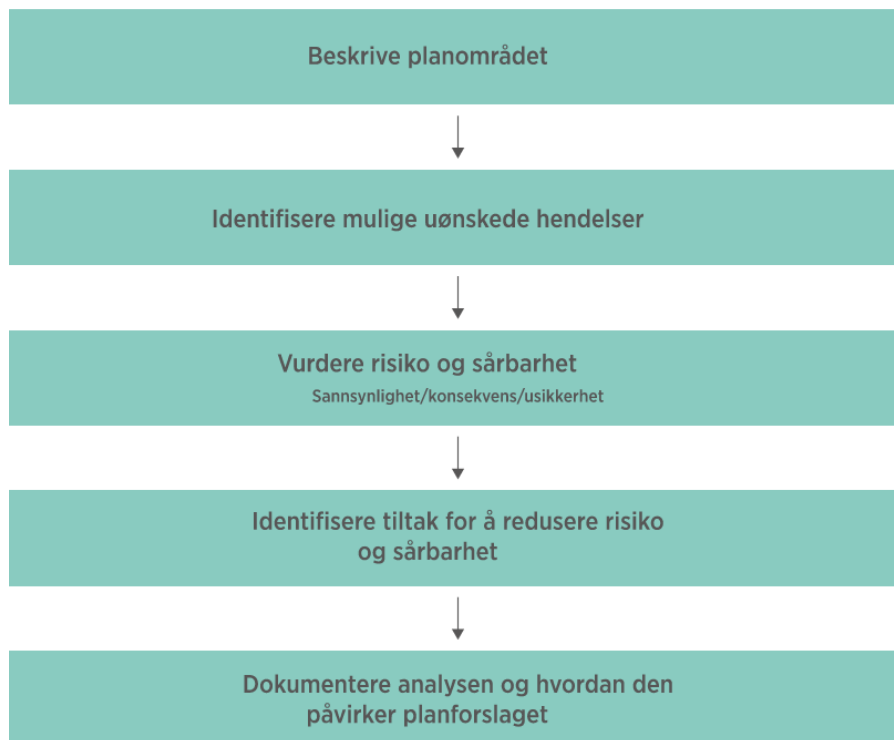 Beskrive planområdet
Identifisere mulige uønskede hendelser
Vurdere risiko og sårbarhet
Sannsynlighet/konsekvens/usikkerhet
Identifisere tiltak for å redusere risiko
og sårbarhet
Dokumentere analysen og hvordan den
påvirker planforslaget